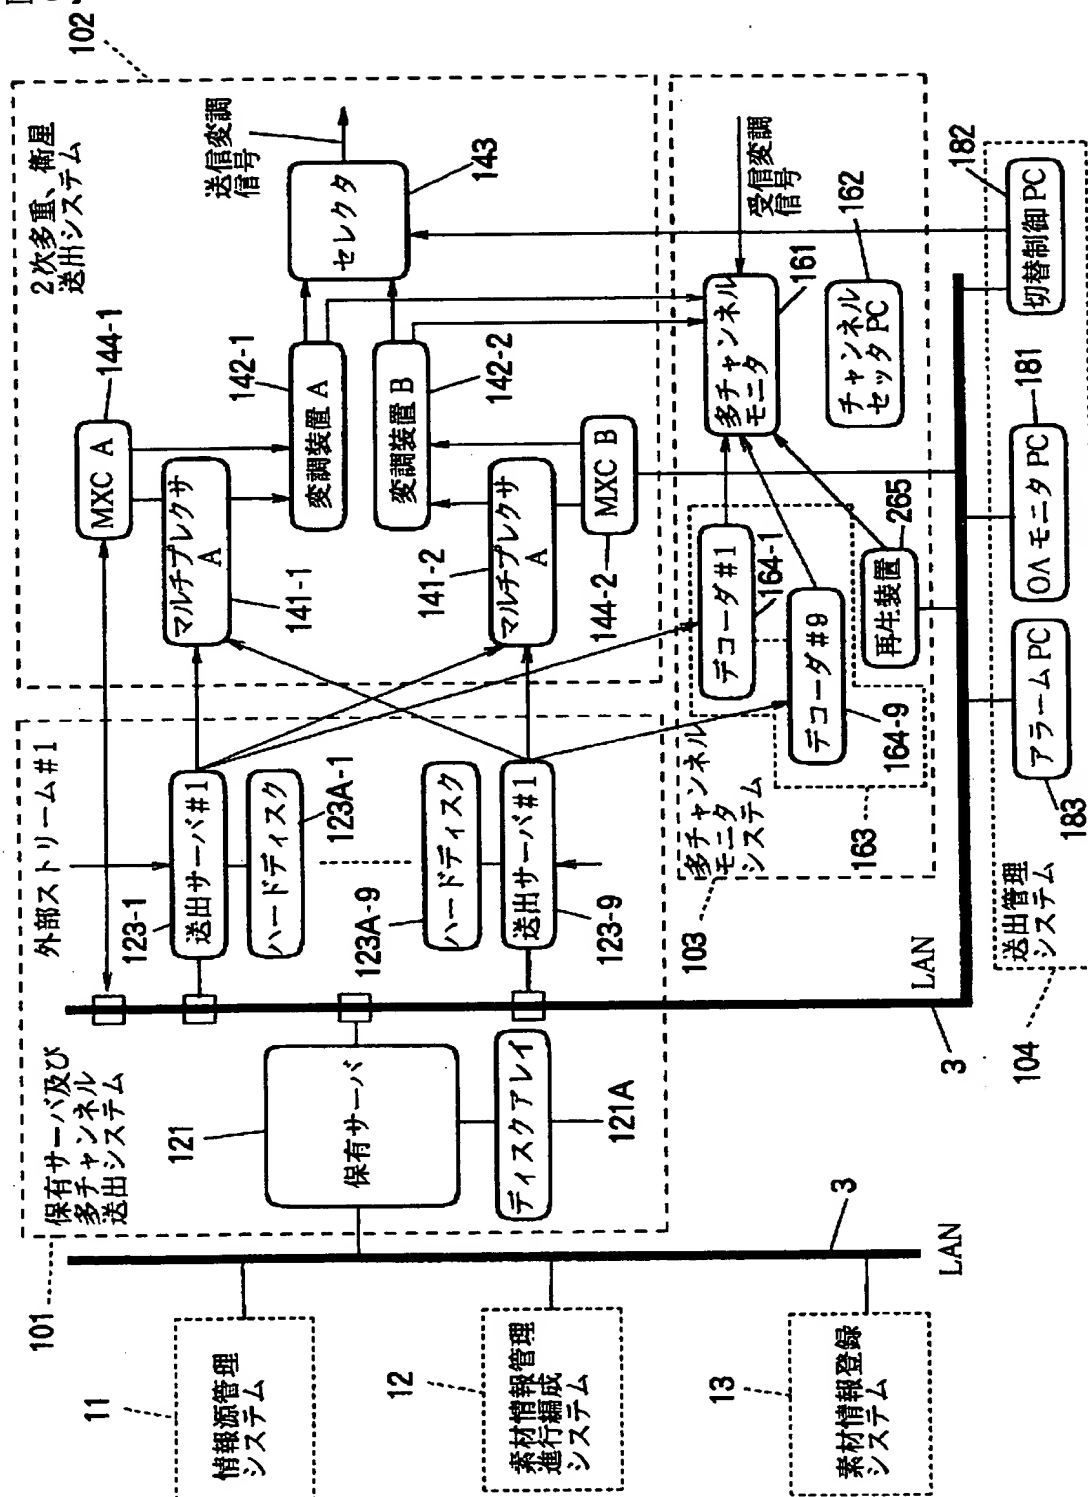 102
2次多重、衛星
送出システム
144-1
MXC A
マルチプレクサ
A
141-1
142-1
変調装置 A
送信変調
信号
セレクタ
143
変調装置 B
142-2
141-2
マルチプレクサ
A
MXC B
144-2
外部ストリーム#1
123-1
送出サーバ#1
ハードディスク
123A-1
123A-9
ハードディスク
送出サーバ#1
123-9
保有サーバ及び
多チャンネル
送出システム
101
121
保有サーバ
ディスクアレイ
121A
多チャンネル
モニタ
システム
103
163
デコーダ#1
164-1
デコーダ#9
164-9
再生装置
265
多チャンネル
モニタ
161
受信変調
信号
チャンネル
セッタPC
162
LAN
3
送出管理
システム
104
アラームPC
183
OAモニタPC
181
切替制御PC
182
3
LAN
11
情報源管理
システム
12
素材情報管理
進行編成
システム
13
素材情報登録
システム